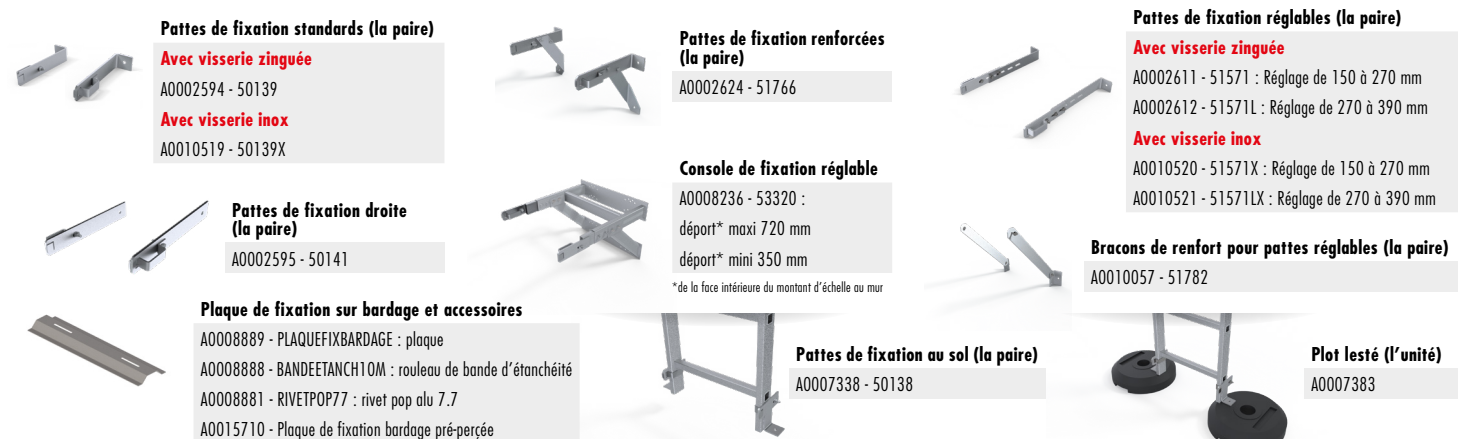 Pattes de fixation standards (la paire)
Avec visserie zinguée
A0002594 - 50139
Avec visserie inox
A0010519 - 50139X
Pattes de fixation renforcées
(la paire)
A0002624 - 51766
Pattes de fixation réglables (la paire)
Avec visserie zinguée
A0002611 - 51571 : Réglage de 150 à 270 mm
A0002612 - 51571L : Réglage de 270 à 390 mm
Avec visserie inox
A0010520 - 51571X : Réglage de 150 à 270 mm
A0010521 - 51571LX : Réglage de 270 à 390 mm
Pattes de fixation droite
(la paire)
A0002595 - 50141
Console de fixation réglable
A0008236 - 53320 :
déport* maxi 720 mm
déport* mini 350 mm
*de la face intérieure du montant d'échelle au mur
Bracons de renfort pour pattes réglables (la paire)
A0010057 - 51782
Plaque de fixation sur bardage et accessoires
A0008889 - PLAQUEFIXBARDAGE : plaque
A0008888 - BANDEETANCH10M : rouleau de bande d'étanchéité
A0008881 - RIVETPOP77 : rivet pop alu 7.7
A0015710 - Plaque de fixation bardage pré-perçée
Pattes de fixation au sol (la paire)
A0007338 - 50138
Plot lesté (l'unité)
A0007383